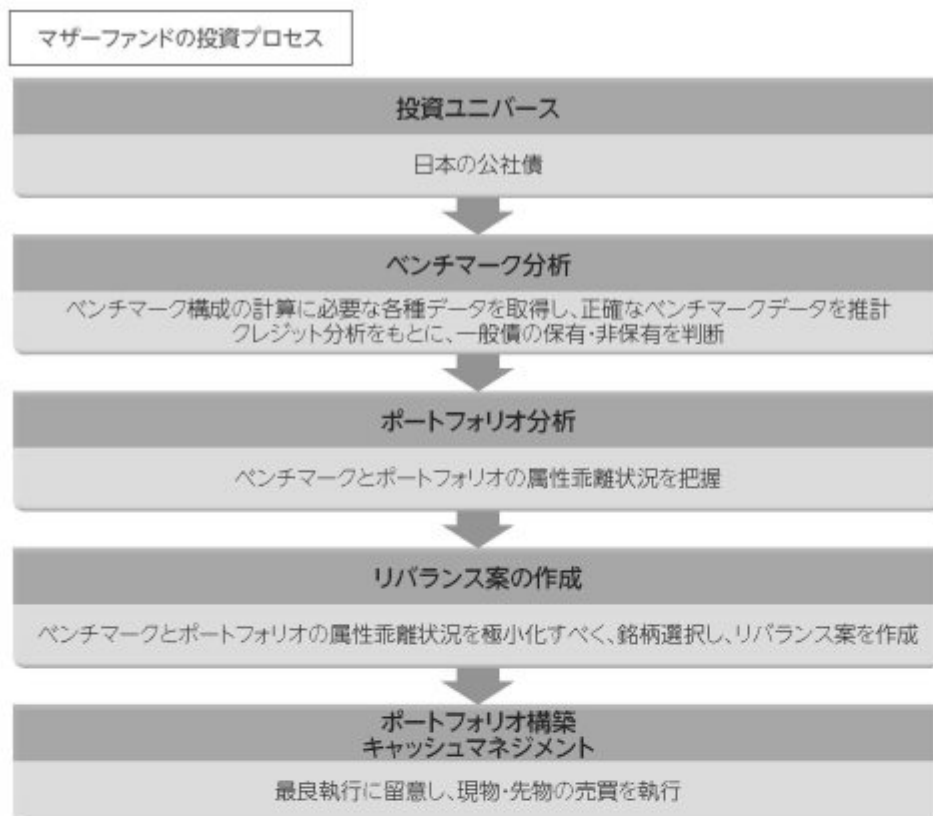 マザーファンドの投資プロセス
投資ユニバース
日本の公社債
ベンチマーク分析
ベンチマーク構成の計算に必要な各種データを取得し、正確なベンチマークデータを推計
クレジット分析をもとに、一般債の保有・非保有を判断
ポートフォリオ分析
ベンチマークとポートフォリオの属性乖離状況を把握
リバランス案の作成
ベンチマークとポートフォリオの属性乖離状況を極小化すべく、銘柄選択し、リバランス案を作成
ポートフォリオ構築
キャッシュマネジメント
最良執行に留意し、現物・先物の売買を執行